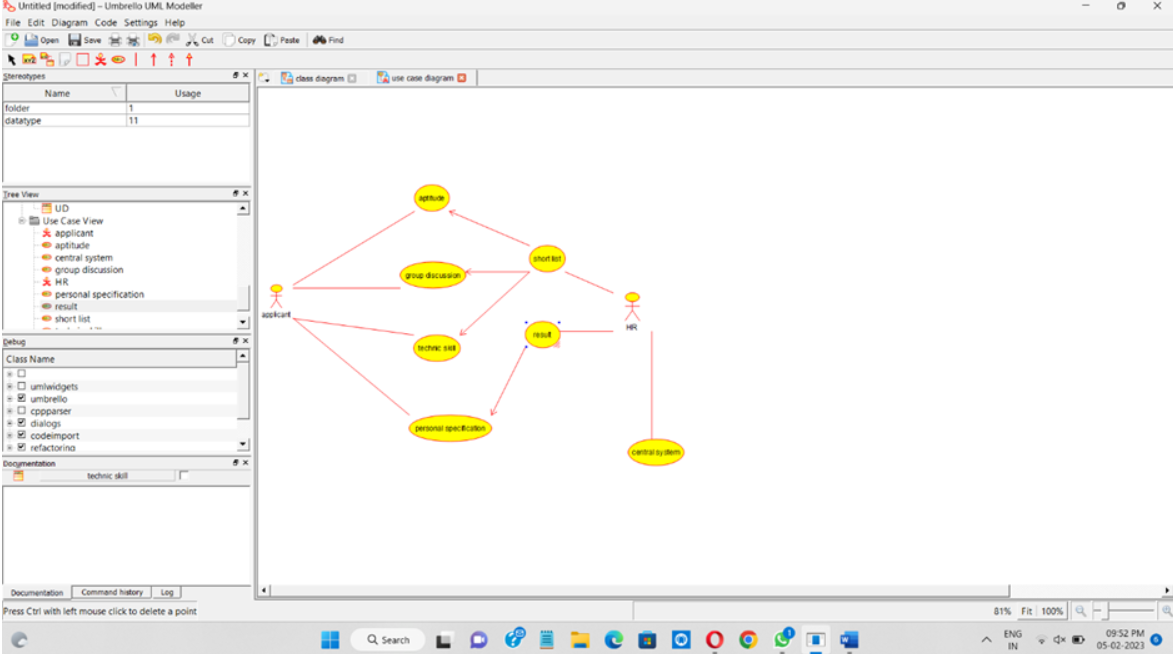 Untitled [modified] – Umbrello UML Modeller
File Edit Diagram Code Settings Help
Open Save Cut Copy Paste Find
Stereotypes
Name Usage
folder 1
datatype 11
Tree View
UD
Use Case View
applicant
aptitude
central system
group discussion
HR
personal specification
result
short list
Debug
Class Name
umlwidgets
umbrello
cppparser
dialogs
codeimport
refactoring
Documentation
technic skill
Documentation Command history Log
Press Ctrl with left mouse click to delete a point
class diagram use case diagram
aptitude
short list
group discussion
applicant
HR
result
technic skill
personal specification
central system
81% Fit 100%
Search
ENG
IN
09:52 PM
05-02-2023